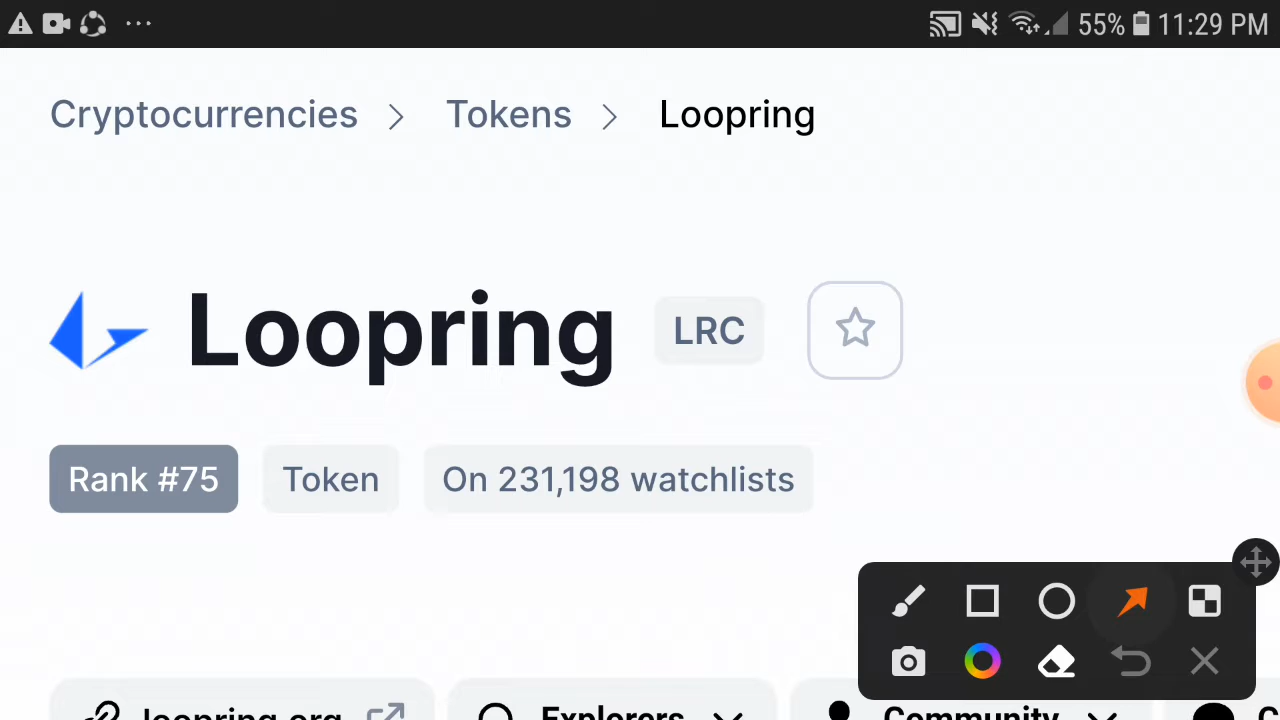 55% 11:29 PM
Cryptocurrencies > Tokens > Loopring
Loopring LRC
Rank #75 Token On 231,198 watchlists
loopring.org Explorers Community C